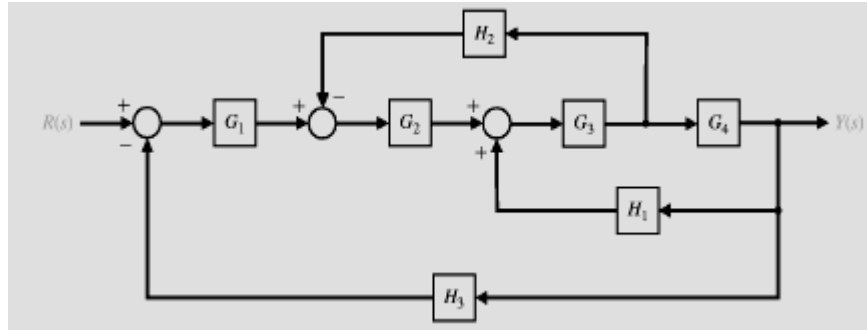 H₂
R(s) + − G₁ + − G₂ + + G₃ G₄ Y(s)
H₁
H₃